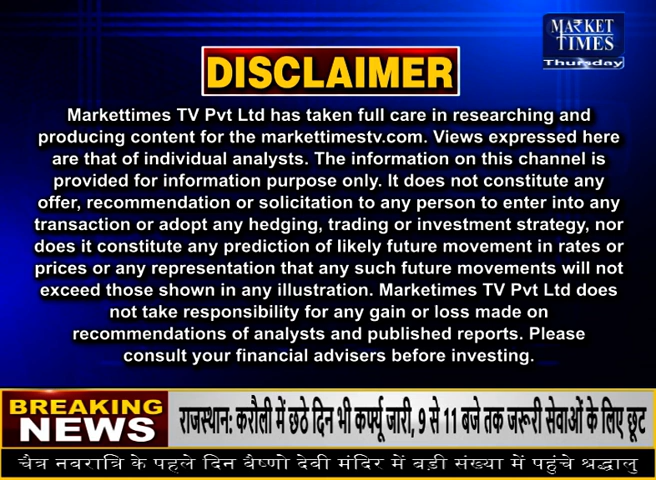 MARKET
TIMES
Thursday
DISCLAIMER
Markettimes TV Pvt Ltd has taken full care in researching and
producing content for the markettimestv.com. Views expressed here
are that of individual analysts. The information on this channel is
provided for information purpose only. It does not constitute any
offer, recommendation or solicitation to any person to enter into any
transaction or adopt any hedging, trading or investment strategy, nor
does it constitute any prediction of likely future movement in rates or
prices or any representation that any such future movements will not
exceed those shown in any illustration. Marketimes TV Pvt Ltd does
not take responsibility for any gain or loss made on
recommendations of analysts and published reports. Please
consult your financial advisers before investing.
BREAKING
NEWS
राजस्थान: करौली में छठे दिन भी कर्फ्यू जारी, 9 से 11 बजे तक जरूरी सेवाओं के लिए छूट
चैत्र नवरात्रि के पहले दिन वैष्णो देवी मंदिर में बड़ी संख्या में पहुंचे श्रद्धालु